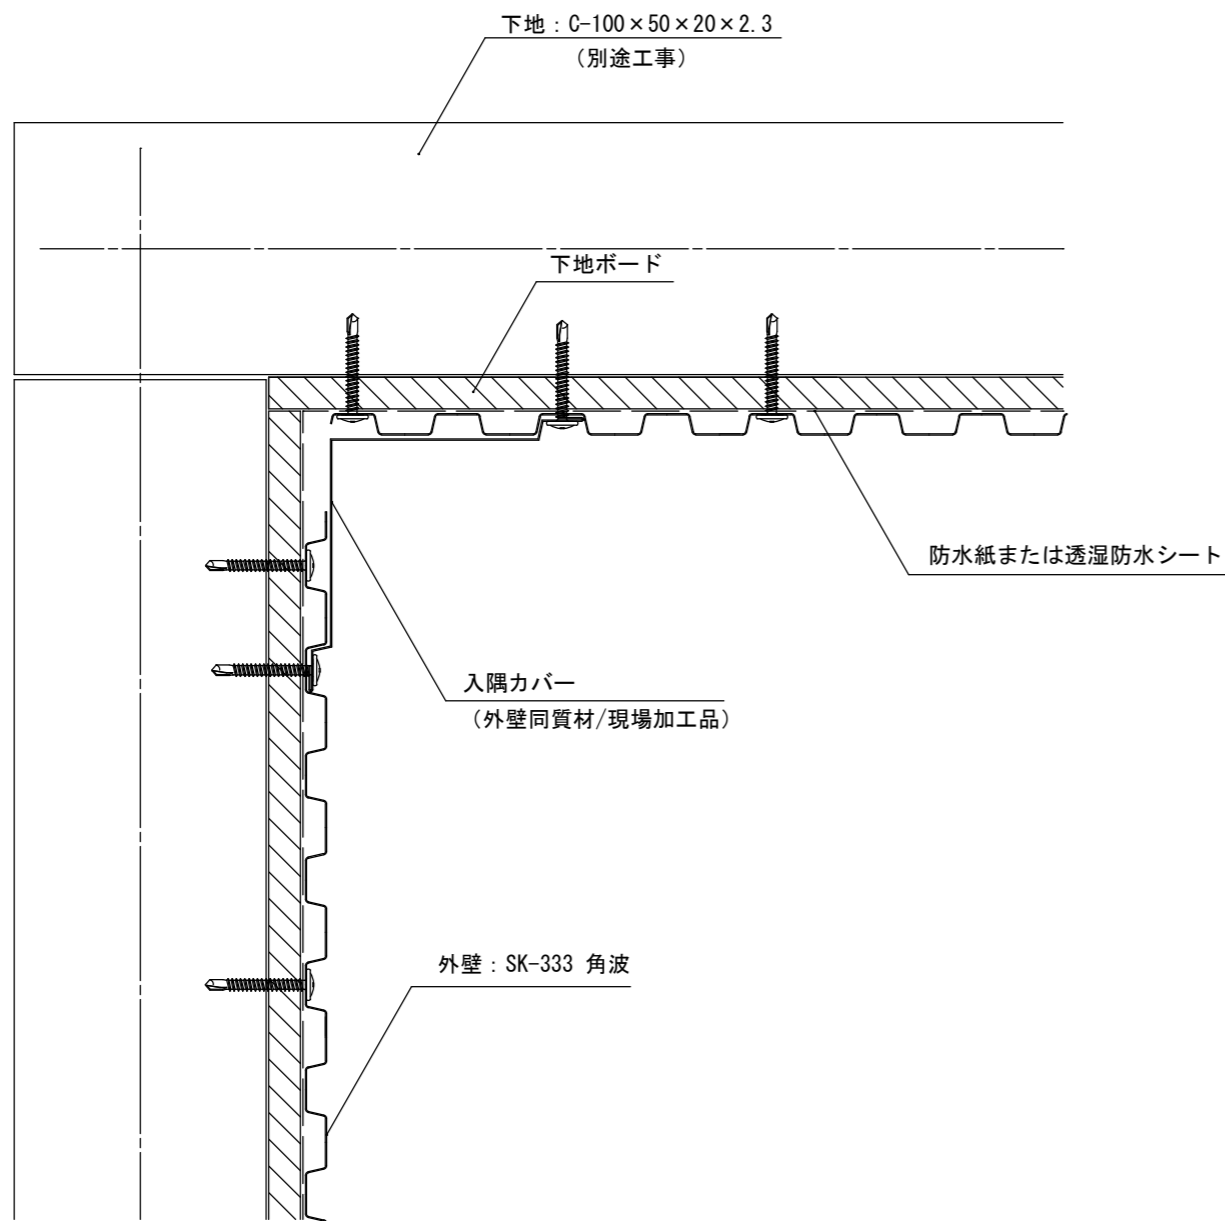 下地：C-100×50×20×2.3
（別途工事）
下地ボード
防水紙または透湿防水シート
入隅カバー
（外壁同質材/現場加工品）
外壁：SK-333 角波